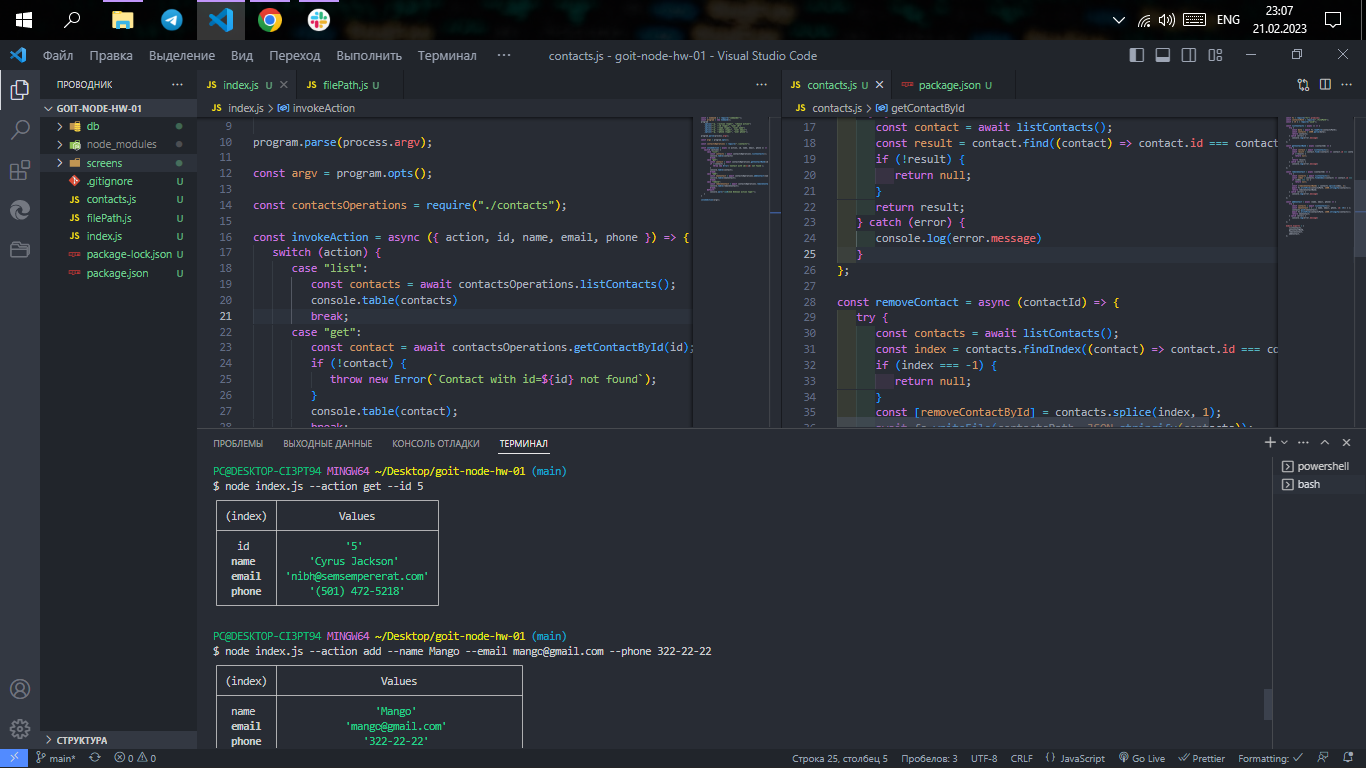 ENG
23:07
21.02.2023
Файл Правка Выделение Вид Переход Выполнить Терминал ··· contacts.js - goit-node-hw-01 - Visual Studio Code
ПРОВОДНИК ···
GOIT-NODE-HW-01
db
node_modules
screens
.gitignore U
JS contacts.js U
JS filePath.js U
JS index.js U
package-lock.json U
package.json U
СТРУКТУРА
JS index.js U JS filePath.js U ···
JS index.js > invokeAction
9
10 program.parse(process.argv);
11
12 const argv = program.opts();
13
14 const contactsOperations = require("./contacts");
15
16 const invokeAction = async ({ action, id, name, email, phone }) => {
17 switch (action) {
18 case "list":
19 const contacts = await contactsOperations.listContacts();
20 console.table(contacts)
21 break;
22 case "get":
23 const contact = await contactsOperations.getContactById(id);
24 if (!contact) {
25 throw new Error(`Contact with id=${id} not found`);
26 }
27 console.table(contact);
28 break;
JS contacts.js U package.json U ···
JS contacts.js > getContactById
17 const contact = await listContacts();
18 const result = contact.find((contact) => contact.id === contact
19 if (!result) {
20 return null;
21 }
22 return result;
23 } catch (error) {
24 console.log(error.message)
25 }
26 };
27
28 const removeContact = async (contactId) => {
29 try {
30 const contacts = await listContacts();
31 const index = contacts.findIndex((contact) => contact.id === co
32 if (index === -1) {
33 return null;
34 }
35 const [removeContactById] = contacts.splice(index, 1);
36 await fs.writeFile(contactsPath, JSON.stringify(contacts));
ПРОБЛЕМЫ ВЫХОДНЫЕ ДАННЫЕ КОНСОЛЬ ОТЛАДКИ ТЕРМИНАЛ
powershell
bash
PC@DESKTOP-CI3PT94 MINGW64 ~/Desktop/goit-node-hw-01 (main)
$ node index.js --action get --id 5
(index) Values
id '5'
name 'Cyrus Jackson'
email 'nibh@semsempererat.com'
phone '(501) 472-5218'
PC@DESKTOP-CI3PT94 MINGW64 ~/Desktop/goit-node-hw-01 (main)
$ node index.js --action add --name Mango --email mangc@gmail.com --phone 322-22-22
(index) Values
name 'Mango'
email 'mangc@gmail.com'
phone '322-22-22'
main* 0 0 Строка 25, столбец 5 Пробелов: 3 UTF-8 CRLF {} JavaScript Go Live Prettier Formatting: